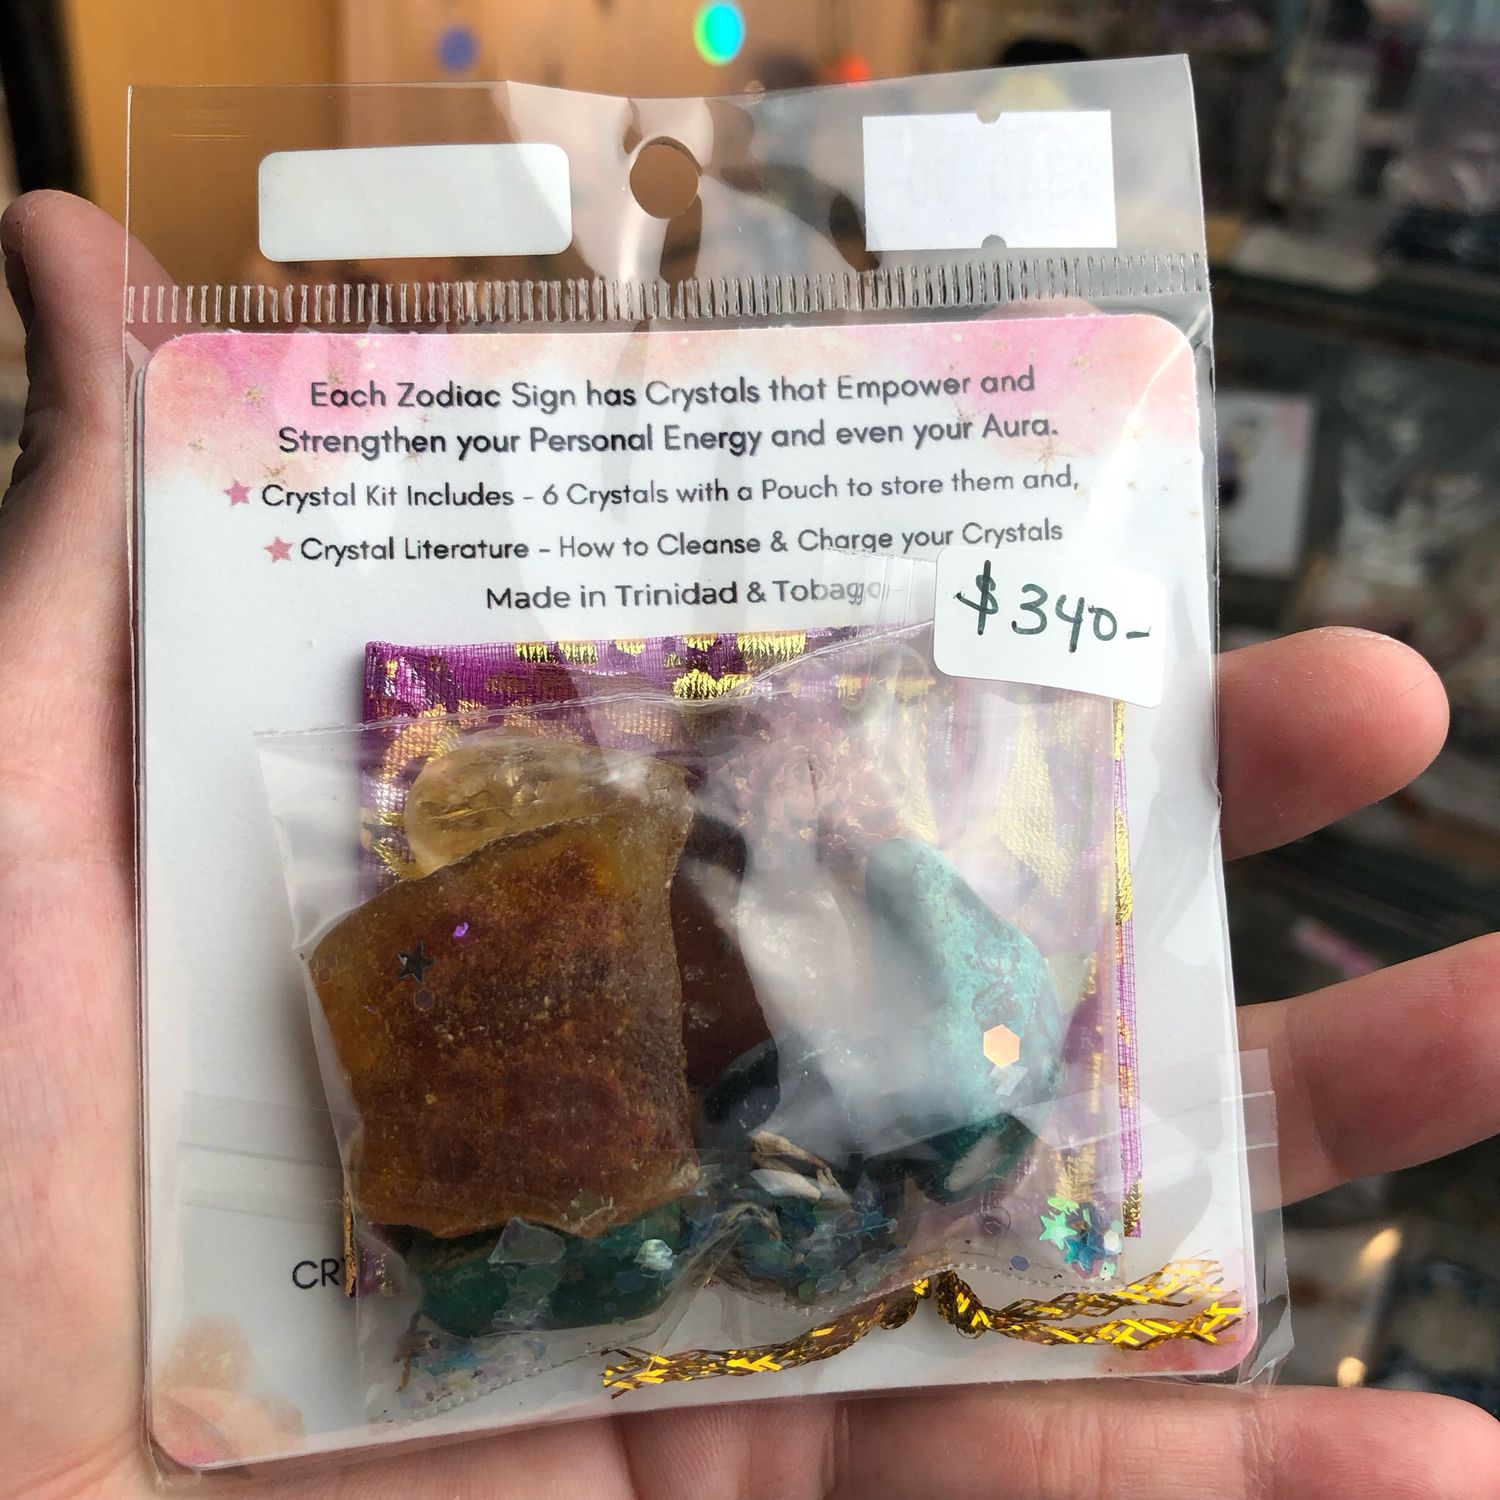 Each Zodiac Sign has Crystals that Empower and
Strengthen your Personal Energy and even your Aura.
Crystal Kit Includes - 6 Crystals with a Pouch to store them and,
Crystal Literature - How to Cleanse & Charge your Crystals
Made in Trinidad & Tobago
$340-